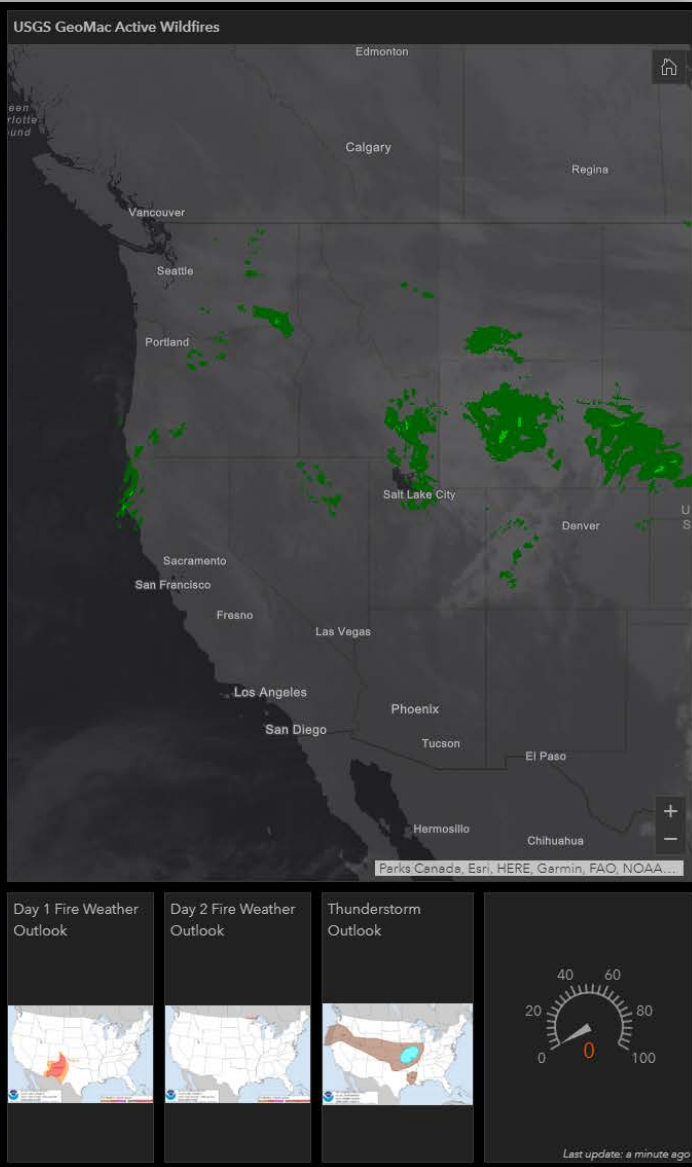 USGS GeoMac Active Wildfires
Edmonton
een
rlotte
und
Calgary
Regina
Vancouver
Seattle
Portland
Salt Lake City
U
S
Denver
Sacramento
San Francisco
Fresno
Las Vegas
Los Angeles
Phoenix
San Diego
Tucson
El Paso
+
−
Hermosillo
Chihuahua
Parks Canada, Esri, HERE, Garmin, FAO, NOAA....
Day 1 Fire Weather
Outlook
Day 2 Fire Weather
Outlook
Thunderstorm
Outlook
40 60
20 80
0 0 100
Last update: a minute ago